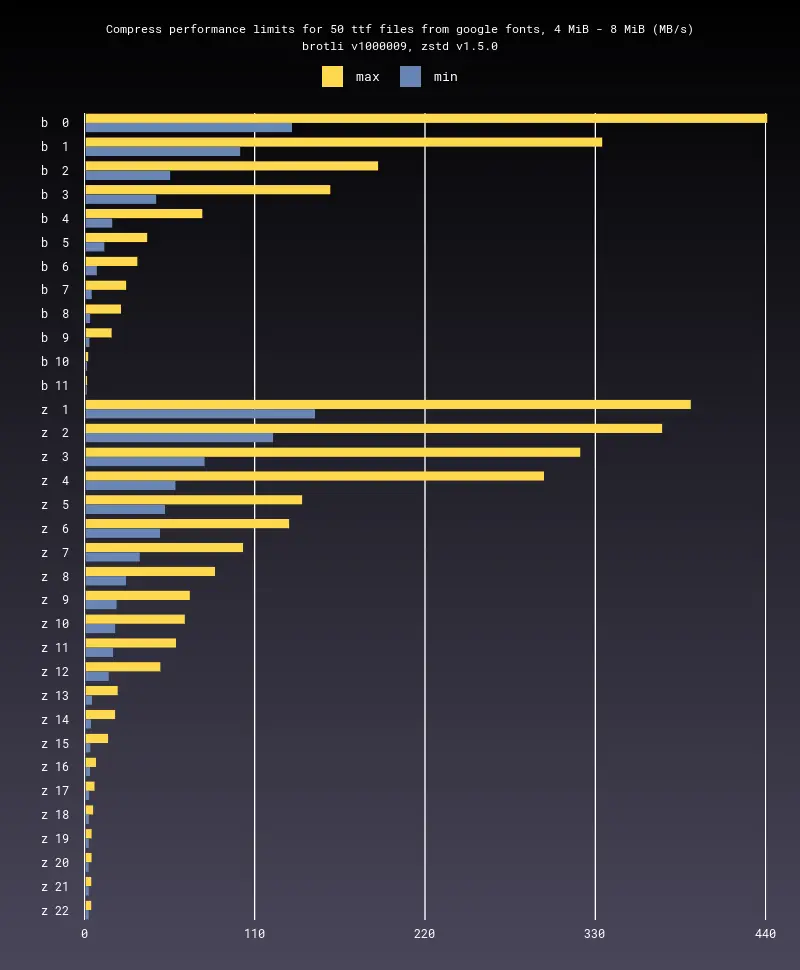 Compress performance limits for 50 ttf files from google fonts, 4 MiB - 8 MiB (MB/s)
brotli v1000009, zstd v1.5.0
max min
b 0
b 1
b 2
b 3
b 4
b 5
b 6
b 7
b 8
b 9
b 10
b 11
z 1
z 2
z 3
z 4
z 5
z 6
z 7
z 8
z 9
z 10
z 11
z 12
z 13
z 14
z 15
z 16
z 17
z 18
z 19
z 20
z 21
z 22
0 110 220 330 440